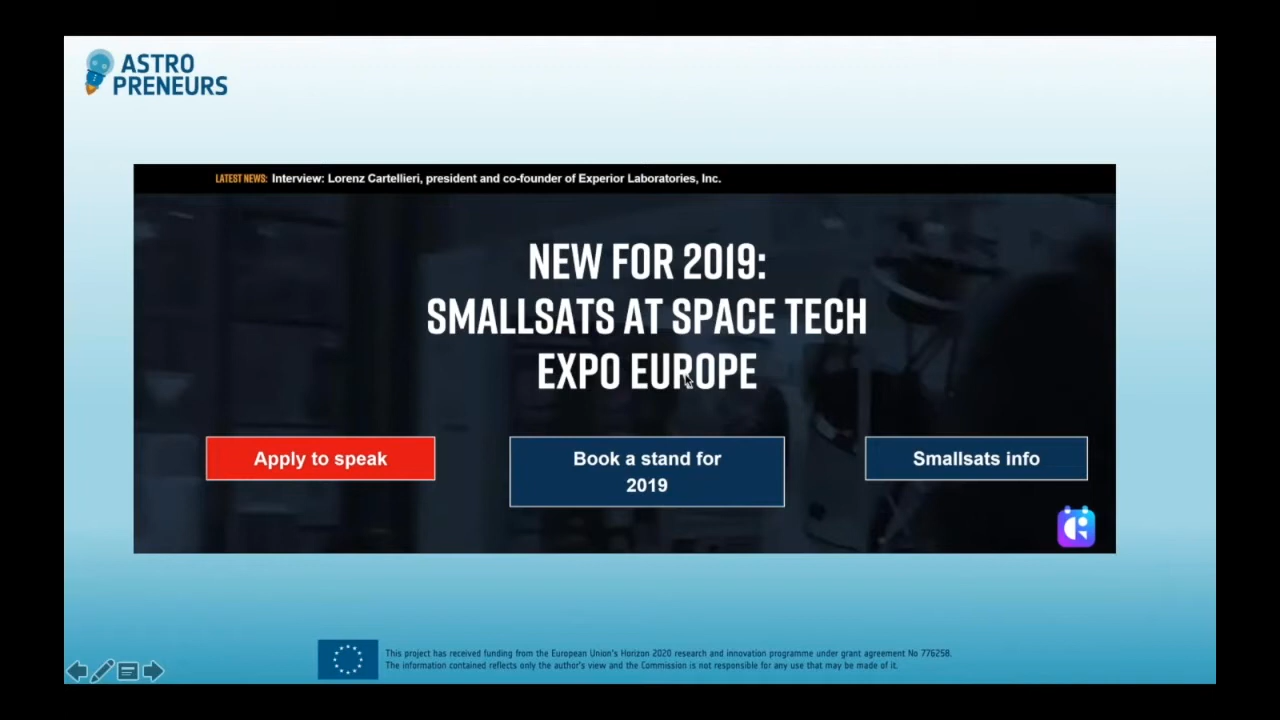 ASTRO
PRENEURS
LATEST NEWS: Interview: Lorenz Cartellieri, president and co-founder of Experior Laboratories, Inc.
NEW FOR 2019:
SMALLSATS AT SPACE TECH
EXPO EUROPE
Apply to speak
Book a stand for
2019
Smallsats info
This project has received funding from the European Union's Horizon 2020 research and innovation programme under grant agreement No 776258.
The information contained reflects only the author's view and the Commission is not responsible for any use that may be made of it.